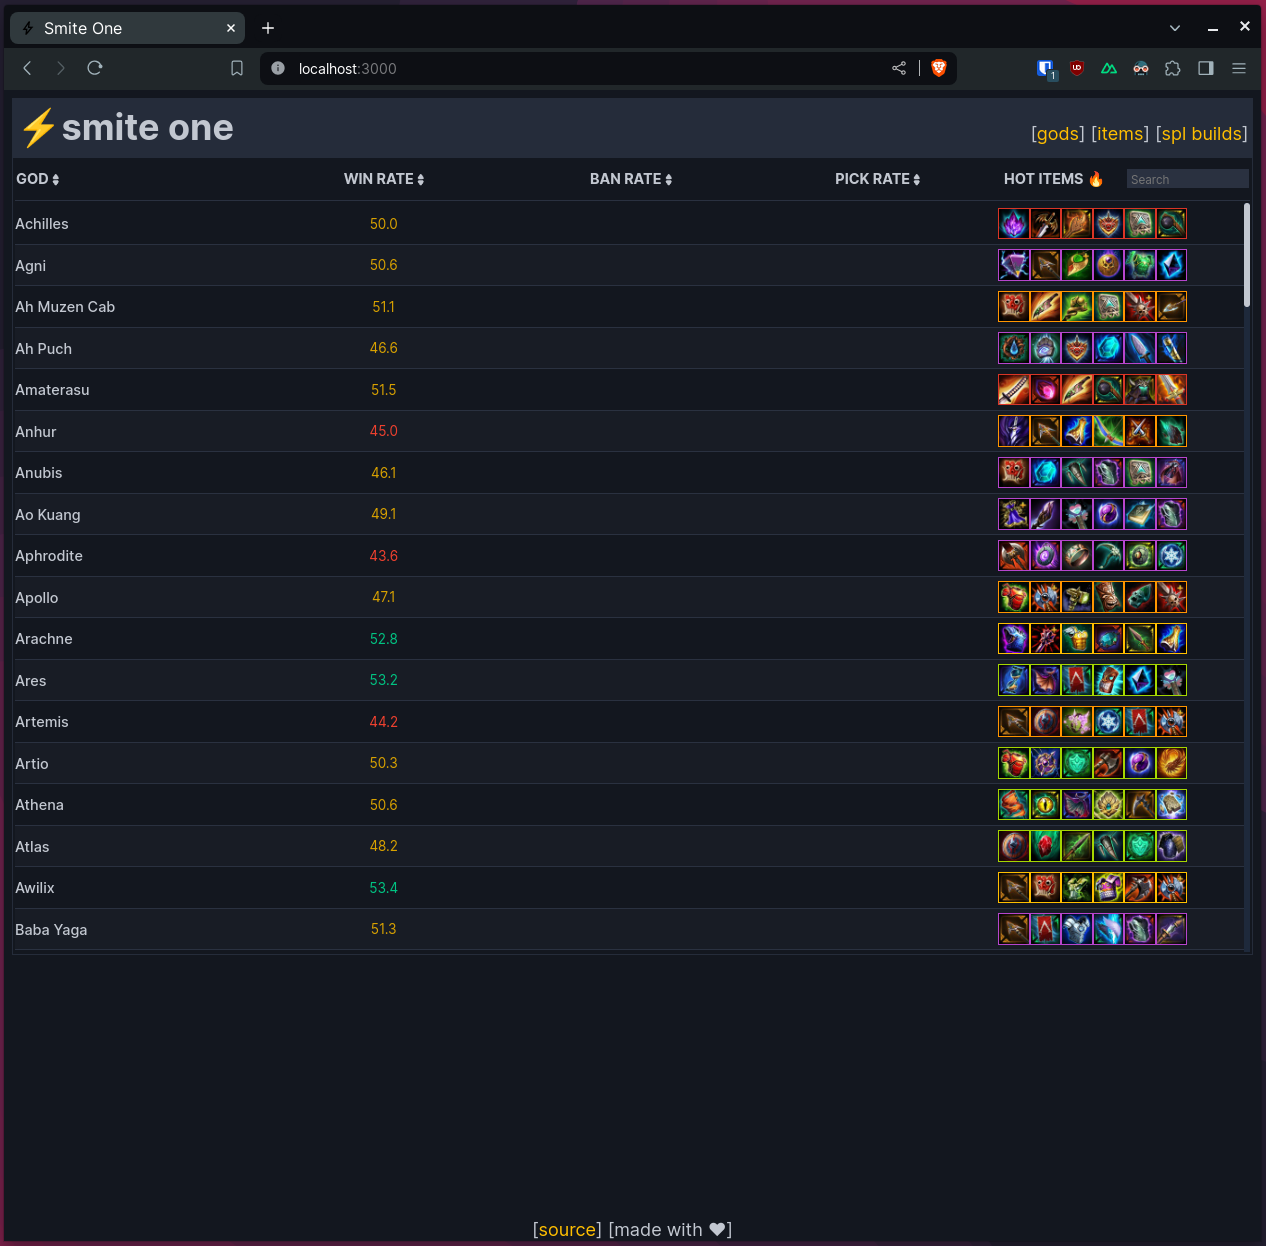 Smite One
localhost:3000
1
⚡smite one
[gods] [items] [spl builds]
GOD WIN RATE BAN RATE PICK RATE HOT ITEMS 🔥 Search
Achilles 50.0
Agni 50.6
Ah Muzen Cab 51.1
Ah Puch 46.6
Amaterasu 51.5
Anhur 45.0
Anubis 46.1
Ao Kuang 49.1
Aphrodite 43.6
Apollo 47.1
Arachne 52.8
Ares 53.2
Artemis 44.2
Artio 50.3
Athena 50.6
Atlas 48.2
Awilix 53.4
Baba Yaga 51.3
[source] [made with ❤]